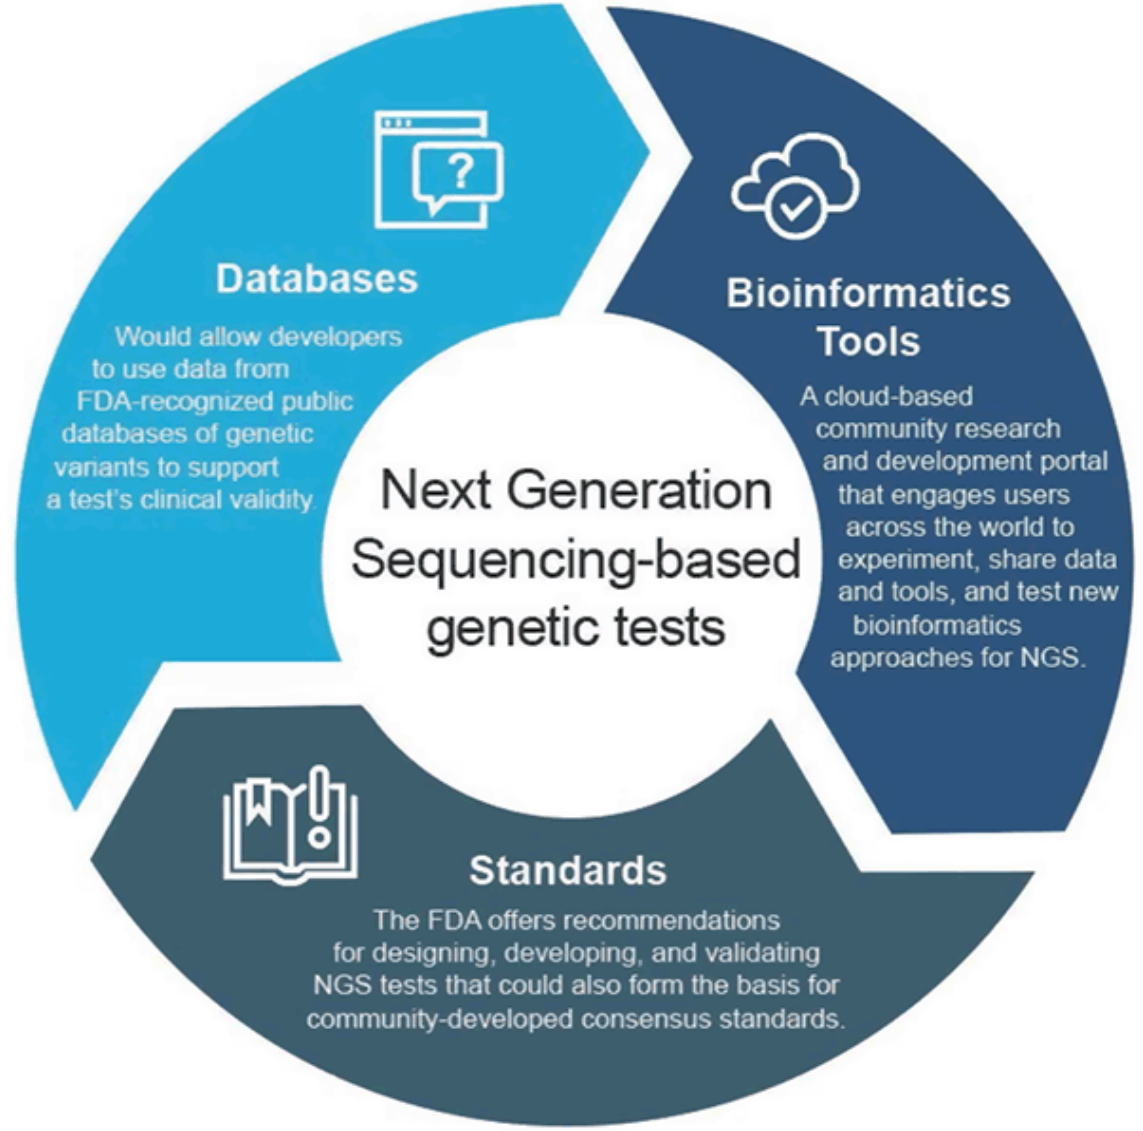 Databases
Would allow developers
to use data from
FDA-recognized public
databases of genetic
variants to support
a test's clinical validity.
Bioinformatics
Tools
A cloud-based
community research
and development portal
that engages users
across the world to
experiment, share data
and tools, and test new
bioinformatics
approaches for NGS.
Next Generation
Sequencing-based
genetic tests
Standards
The FDA offers recommendations
for designing, developing, and validating
NGS tests that could also form the basis for
community-developed consensus standards.